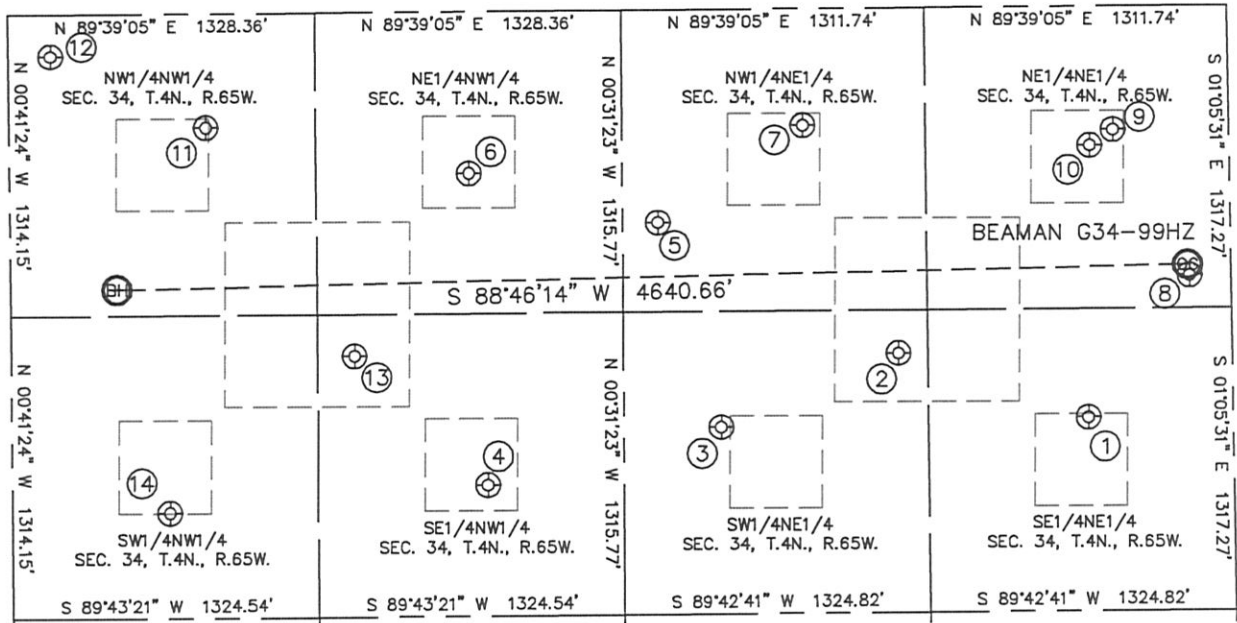 N 89°39'05" E 1328.36'
N 89°39'05" E 1328.36'
N 89°39'05" E 1311.74'
N 89°39'05" E 1311.74'
12
NW1/4NW1/4
SEC. 34, T.4N., R.65W.
NE1/4NW1/4
SEC. 34, T.4N., R.65W.
NW1/4NE1/4
SEC. 34, T.4N., R.65W.
NE1/4NE1/4
SEC. 34, T.4N., R.65W.
N 00°41'24" W 1314.15'
N 00°31'23" W 1315.77'
S 01°05'31" E 1317.27'
11
6
7
9
10
5
BEAMAN G34-99HZ
BH
S 88°46'14" W 4640.66'
8
N 00°41'24" W 1314.15'
N 00°31'23" W 1315.77'
S 01°05'31" E 1317.27'
13
2
14
4
3
1
SW1/4NW1/4
SEC. 34, T.4N., R.65W.
SE1/4NW1/4
SEC. 34, T.4N., R.65W.
SW1/4NE1/4
SEC. 34, T.4N., R.65W.
SE1/4NE1/4
SEC. 34, T.4N., R.65W.
S 89°43'21" W 1324.54'
S 89°43'21" W 1324.54'
S 89°42'41" W 1324.82'
S 89°42'41" W 1324.82'